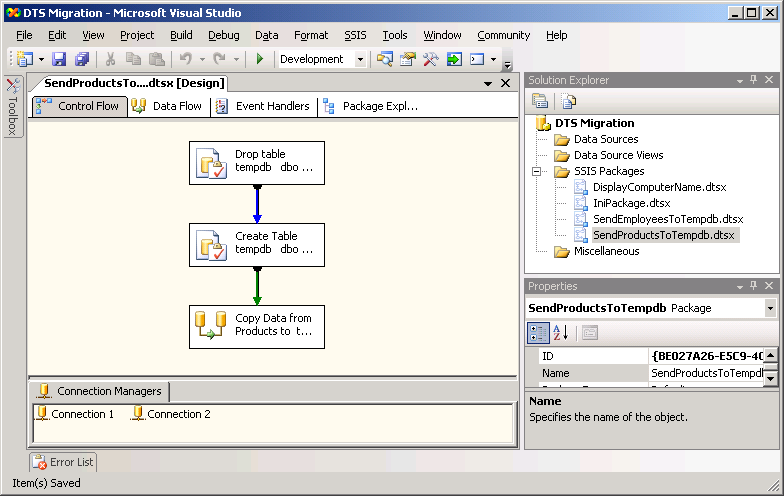 DTS Migration - Microsoft Visual Studio
File Edit View Project Build Debug Data Format SSIS Tools Window Community Help
Development
Toolbox
SendProductsTo....dtsx [Design]
Control Flow Data Flow Event Handlers Package Expl...
Drop table
tempdb dbo ...
Create Table
tempdb dbo ...
Copy Data from
Products to t...
Connection Managers
Connection 1 Connection 2
Error List
Item(s) Saved
Solution Explorer
DTS Migration
Data Sources
Data Source Views
SSIS Packages
DisplayComputerName.dtsx
IniPackage.dtsx
SendEmployeesToTempdb.dtsx
SendProductsToTempdb.dtsx
Miscellaneous
Properties
SendProductsToTempdb Package
ID {BE027A26-E5C9-4C
Name SendProductsToTempdl
Name
Specifies the name of the object.